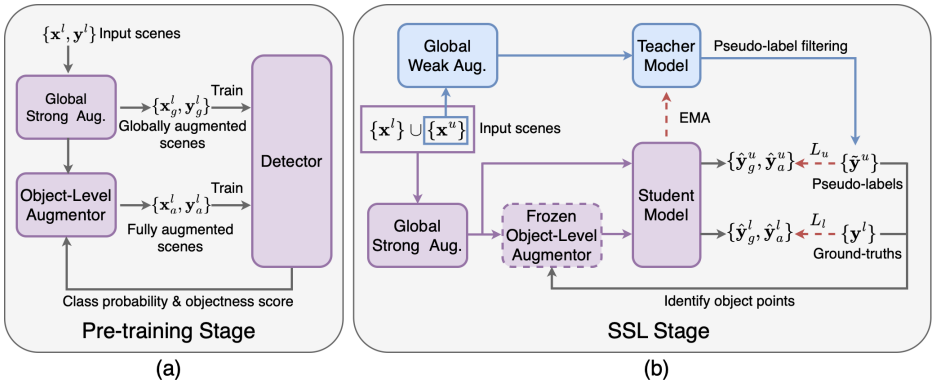 {x^l, y^l} Input scenes
Global
Strong Aug.
{x_g^l, y_g^l}
Train
Globally augmented
scenes
Object-Level
Augmentor
{x_a^l, y_a^l}
Train
Fully augmented
scenes
Detector
Class probability & objectness score
Pre-training Stage
(a)
Global
Weak Aug.
Teacher
Model
Pseudo-label filtering
{x^l} ∪ {x^u}
Input scenes
EMA
Global
Strong Aug.
Frozen
Object-Level
Augmentor
Student
Model
{ŷ_g^u, ŷ_a^u}
L_u
{ỹ^u}
Pseudo-labels
{ŷ_g^l, ŷ_a^l}
L_l
{y^l}
Ground-truths
Identify object points
SSL Stage
(b)